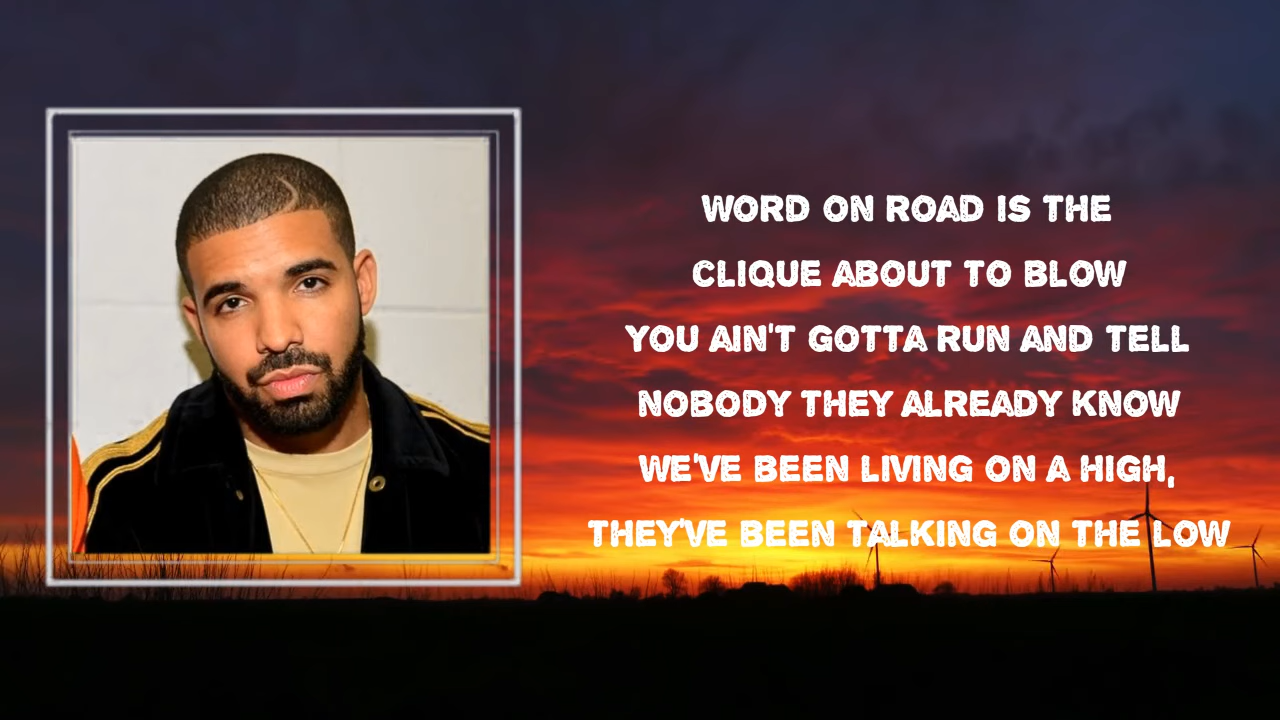 WORD ON ROAD IS THE
CLIQUE ABOUT TO BLOW
YOU AIN'T GOTTA RUN AND TELL
NOBODY THEY ALREADY KNOW
WE'VE BEEN LIVING ON A HIGH,
THEY'VE BEEN TALKING ON THE LOW